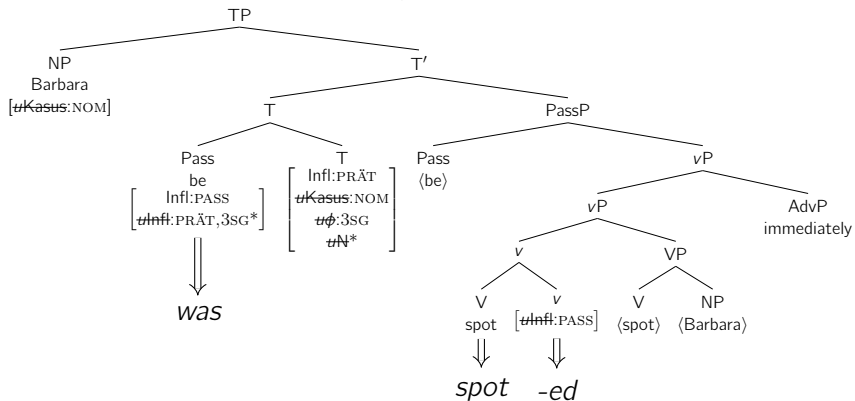 TP
NP T′
Barbara
[uKasus:NOM]
T PassP
Pass T Pass vP
be ⟨be⟩
[Infl:PASS
uInfl:PRÄT,3SG*]
[Infl:PRÄT
uKasus:NOM
uϕ:3SG
uN*]
vP AdvP
immediately
v VP
V v V NP
spot [uInfl:PASS] ⟨spot⟩ ⟨Barbara⟩
was
spot -ed